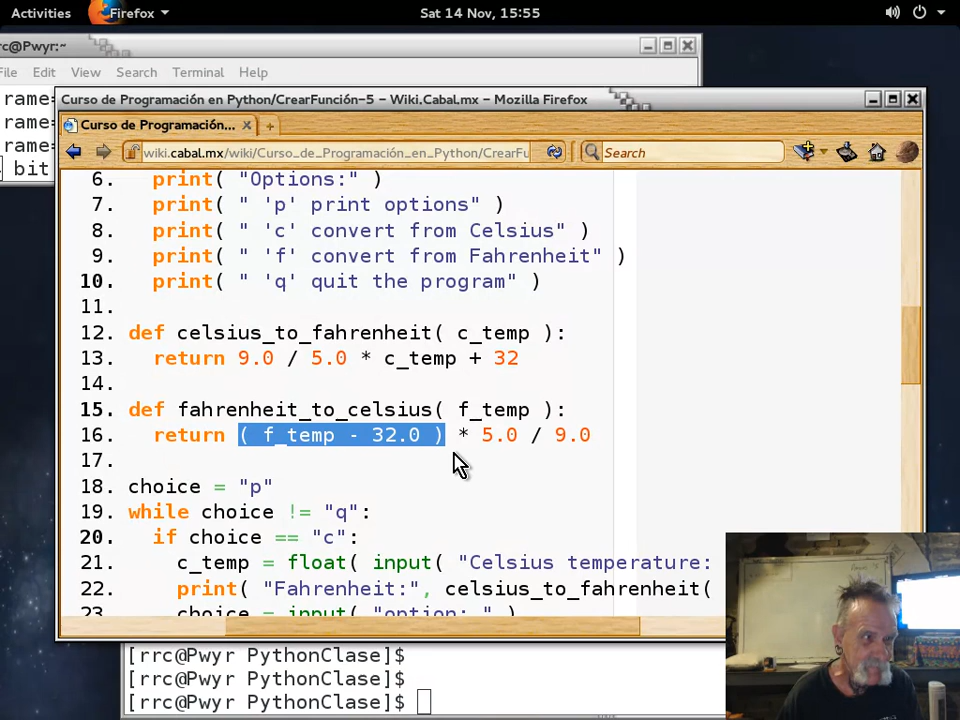 Activities Firefox Sat 14 Nov, 15:55
rc@Pwyr:~
File Edit View Search Terminal Help
rame=
rame=
rame=
bit
Curso de Programación en Python/CrearFunción-5 - Wiki.Cabal.mx - Mozilla Firefox
Curso de Programación...
wiki.cabal.mx/wiki/Curso_de_Programación_en_Python/CrearFu Search
6. print( "Options:" )
7. print( " 'p' print options" )
8. print( " 'c' convert from Celsius" )
9. print( " 'f' convert from Fahrenheit" )
10. print( " 'q' quit the program" )
11.
12. def celsius_to_fahrenheit( c_temp ):
13. return 9.0 / 5.0 * c_temp + 32
14.
15. def fahrenheit_to_celsius( f_temp ):
16. return ( f_temp - 32.0 ) * 5.0 / 9.0
17.
18. choice = "p"
19. while choice != "q":
20. if choice == "c":
21. c_temp = float( input( "Celsius temperature:
22. print( "Fahrenheit:", celsius_to_fahrenheit(
23. choice = input( "option: " )
[rrc@Pwyr PythonClase]$
[rrc@Pwyr PythonClase]$
[rrc@Pwyr PythonClase]$